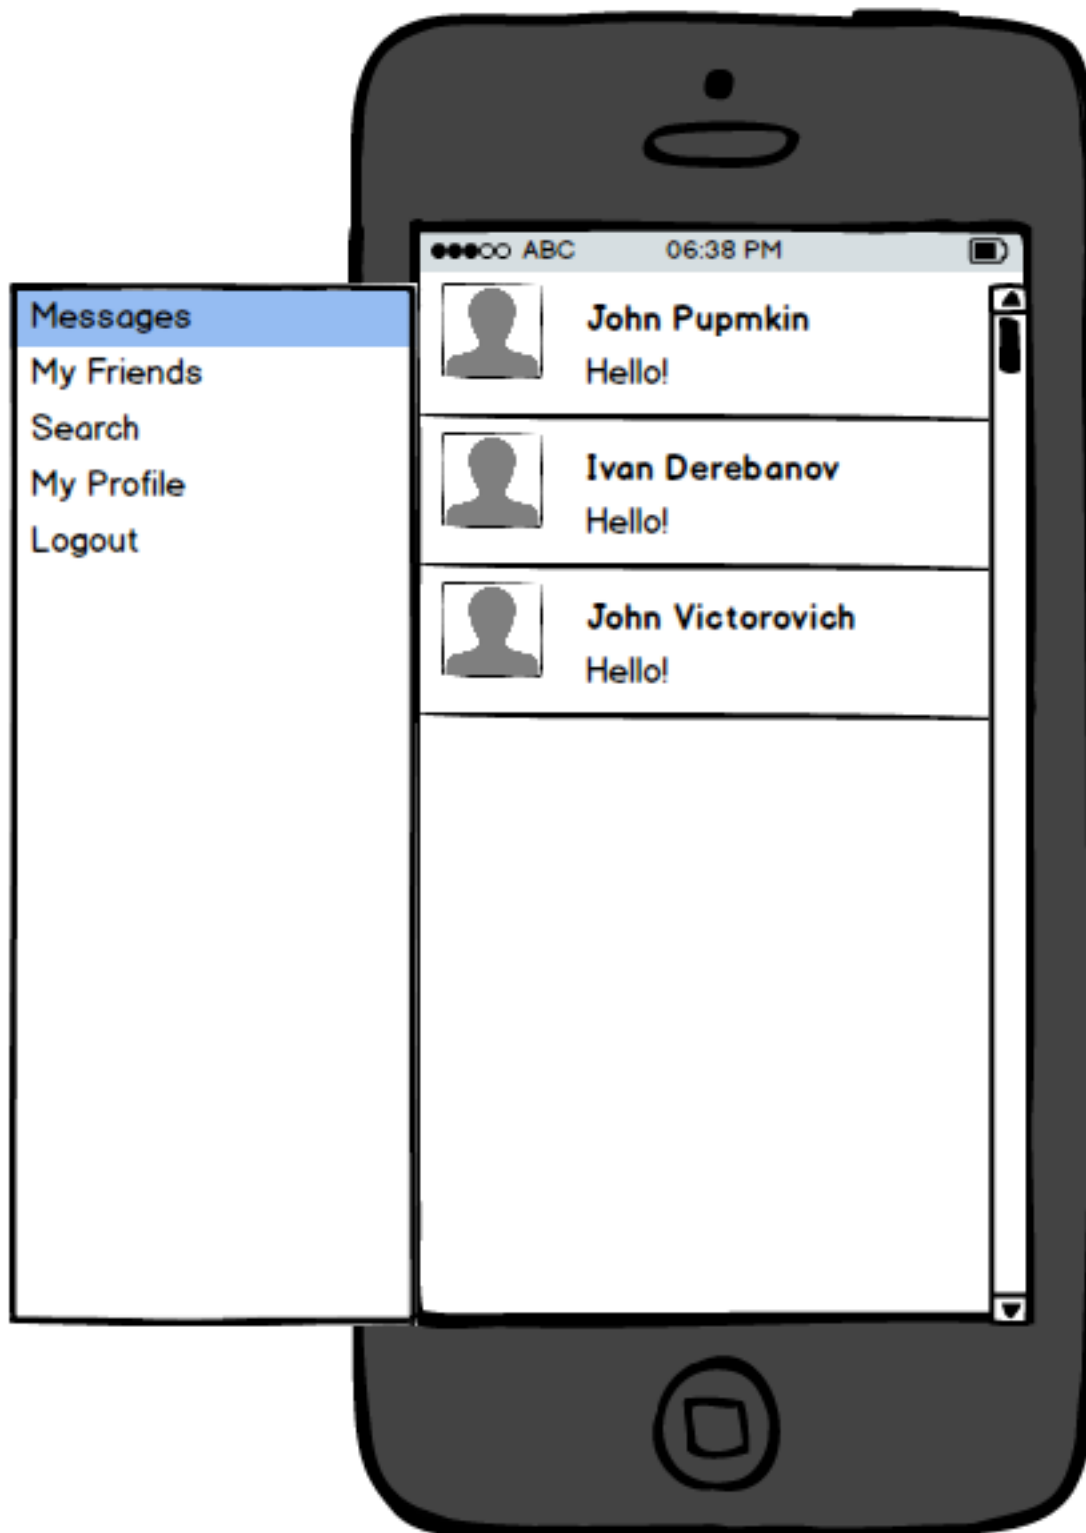 ABC 06:38 PM
Messages
My Friends
Search
My Profile
Logout
John Pupmkin
Hello!
Ivan Derebanov
Hello!
John Victorovich
Hello!